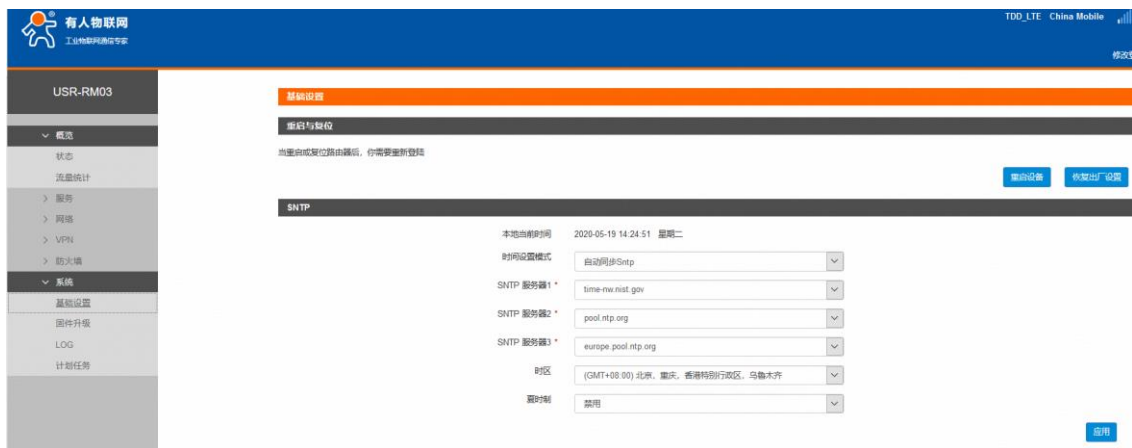 有人物联网
工业物联网通信专家
TDD_LTE China Mobile
USR-RM03
概览
状态
流量统计
服务
网络
VPN
防火墙
系统
基础设置
固件升级
LOG
计划任务
基础设置
重启与复位
当重启或复位路由器后，你需要重新登陆
重启设备 恢复出厂设置
SNTP
本地当前时间 2020-05-19 14:24:51 星期二
时间设置模式 自动同步Sntp
SNTP 服务器1 * time-nw.nist.gov
SNTP 服务器2 * pool.ntp.org
SNTP 服务器3 * europe.pool.ntp.org
时区 (GMT+08:00) 北京，重庆，香港特别行政区，乌鲁木齐
夏时制 禁用
应用